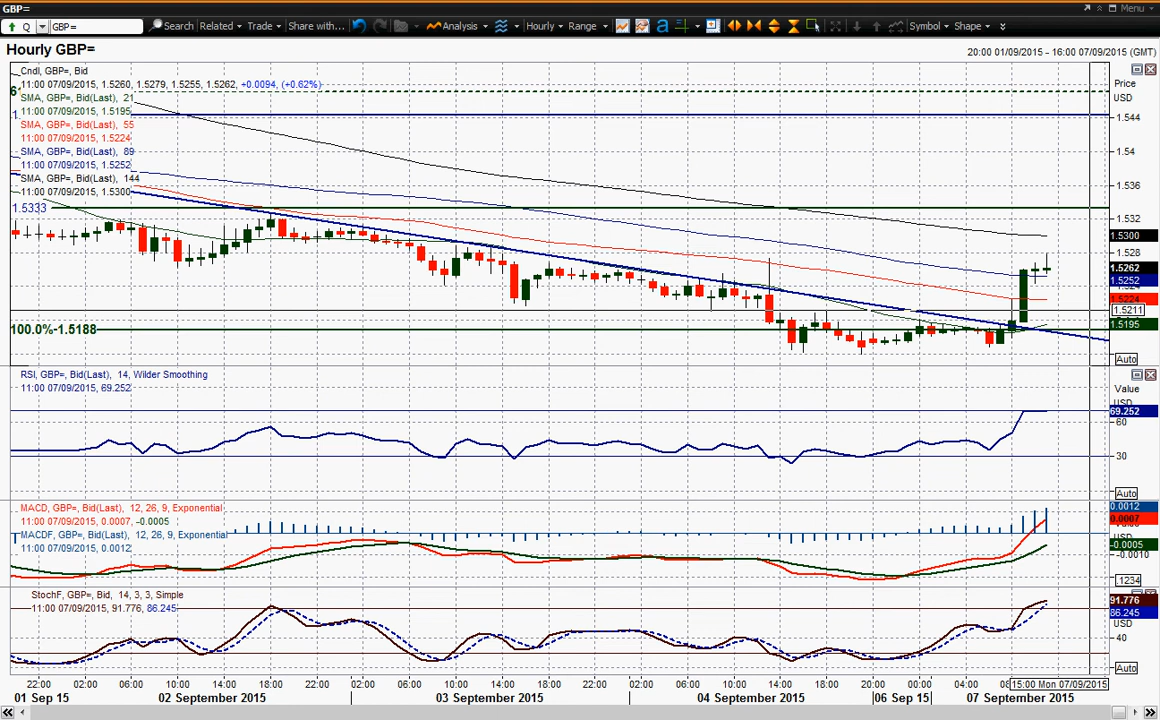 GBP=
Menu
Q GBP= Search Related Trade Share with... Analysis Hourly Range a Symbol Shape
Hourly GBP=
20:00 01/09/2015 - 16:00 07/09/2015 (GMT)
Cndl, GBP=, Bid
11:00 07/09/2015, 1.5260, 1.5279, 1.5255, 1.5262, +0.0094, (+0.62%)
SMA, GBP=, Bid(Last), 21
11:00 07/09/2015, 1.5195
SMA, GBP=, Bid(Last), 55
11:00 07/09/2015, 1.5224
SMA, GBP=, Bid(Last), 89
11:00 07/09/2015, 1.5252
SMA, GBP=, Bid(Last), 144
11:00 07/09/2015, 1.5300
1.5333
100.0%-1.5188
Price
USD
1.544
1.54
1.536
1.532
1.5300
1.528
1.5262
1.5252
1.5224
1.5211
1.5195
Auto
RSI, GBP=, Bid(Last), 14, Wilder Smoothing
11:00 07/09/2015, 69.252
Value
USD
69.252
60
30
Auto
MACD, GBP=, Bid(Last), 12, 26, 9, Exponential
11:00 07/09/2015, 0.0007, -0.0005
MACDF, GBP=, Bid(Last), 12, 26, 9, Exponential
11:00 07/09/2015, 0.0012
0.0012
0.0007
USD
-0.0005
-0.0010
1234
StochF, GBP=, Bid, 14, 3, 3, Simple
11:00 07/09/2015, 91.776, 86.245
91.776
86.245
USD
40
Auto
22:00 02:00 06:00 10:00 14:00 18:00 22:00 02:00 06:00 10:00 14:00 18:00 22:00 02:00 06:00 10:00 14:00 18:00 20:00 00:00 04:00 15:00 Mon 07/09/2015
01 Sep 15 02 September 2015 03 September 2015 04 September 2015 06 Sep 15 07 September 2015